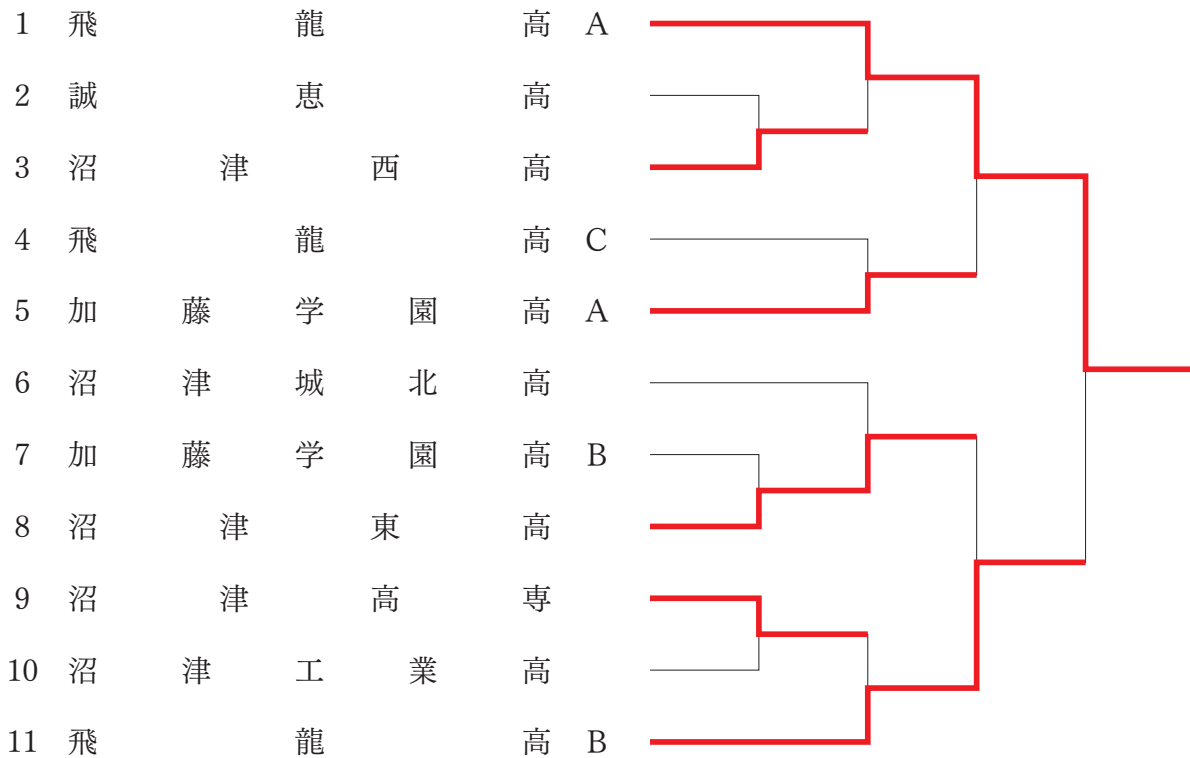 1 飛龍高 A
2 誠恵高
3 沼津西高
4 飛龍高 C
5 加藤学園高 A
6 沼津城北高
7 加藤学園高 B
8 沼津東高
9 沼津高専
10 沼津工業高
11 飛龍高 B